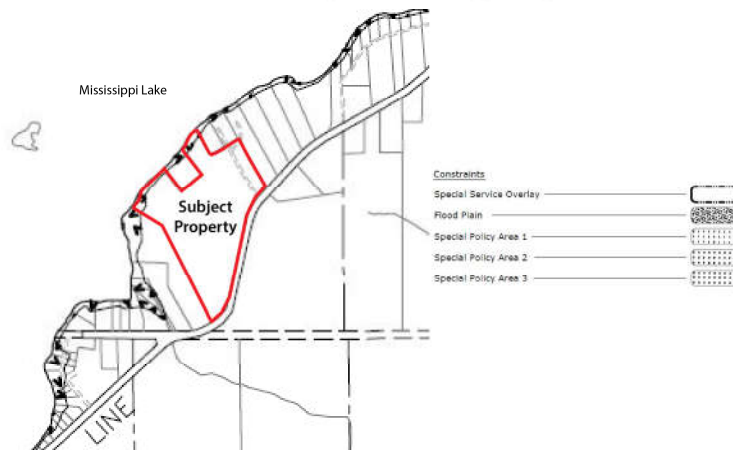 Mississippi Lake
Subject
Property
LINE
Constraints
Special Service Overlay
Flood Plain
Special Policy Area 1
Special Policy Area 2
Special Policy Area 3